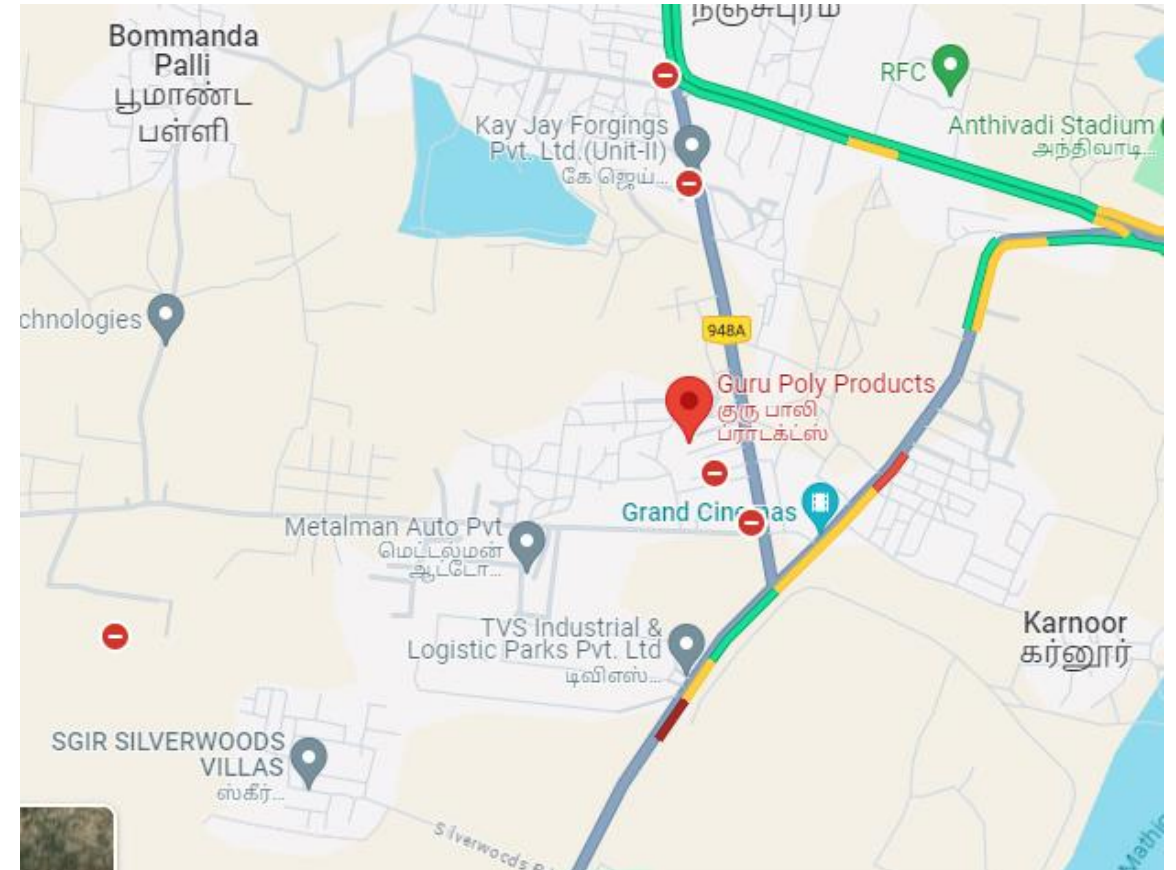 Bommanda
Palli
பூமாண்ட
பள்ளி
நஞ்சுபுரம்
RFC
Kay Jay Forgings
Pvt. Ltd.(Unit-II)
கே ஜெய்...
Anthivadi Stadium
அந்திவாடி...
chnologies
948A
Guru Poly Products
குரு பாலி
ப்ராடக்ட்ஸ்
Grand Cinemas
Metalman Auto Pvt
மெட்டல்மன்
ஆட்டோ...
TVS Industrial &
Logistic Parks Pvt. Ltd
டிவிஎஸ்...
Karnoor
கர்னூர்
SGIR SILVERWOODS
VILLAS
ஸ்கீர்...
Silverwoods